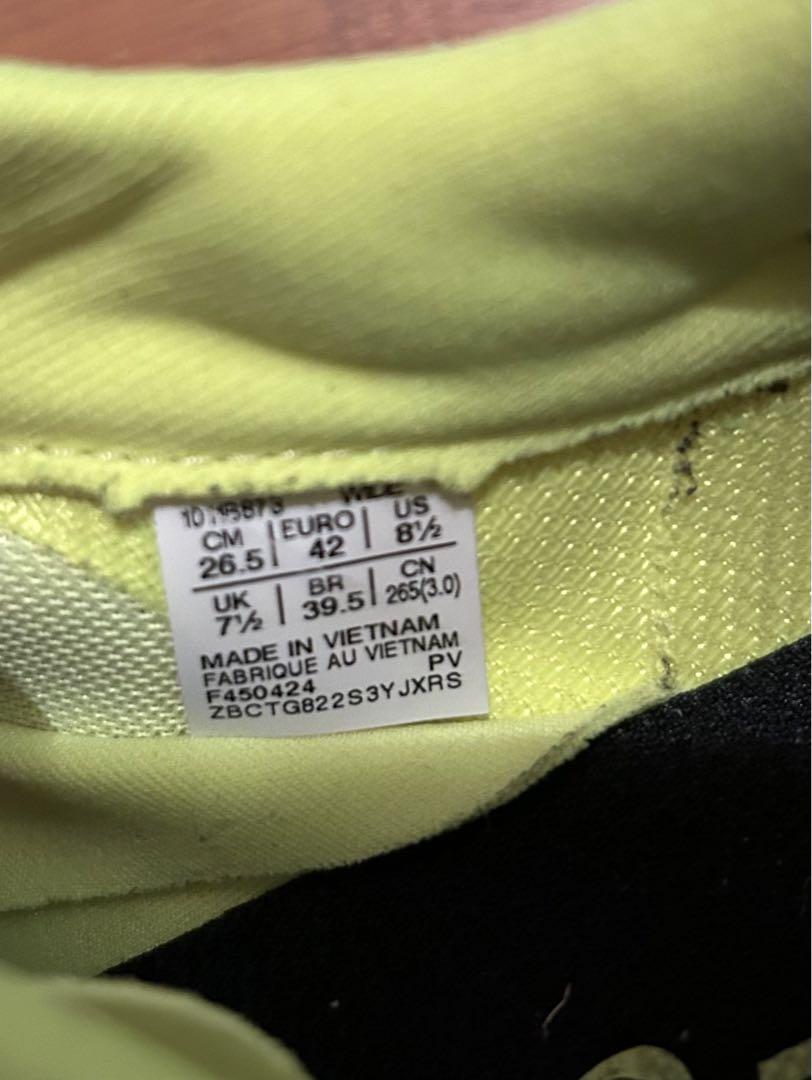 WIDE
CM | EURO | US
26.5 | 42 | 8½
UK | BR | CN
7½ | 39.5 | 265(3.0)
MADE IN VIETNAM
FABRIQUE AU VIETNAM
F450424 PV
ZBCTG822S3YJXRS